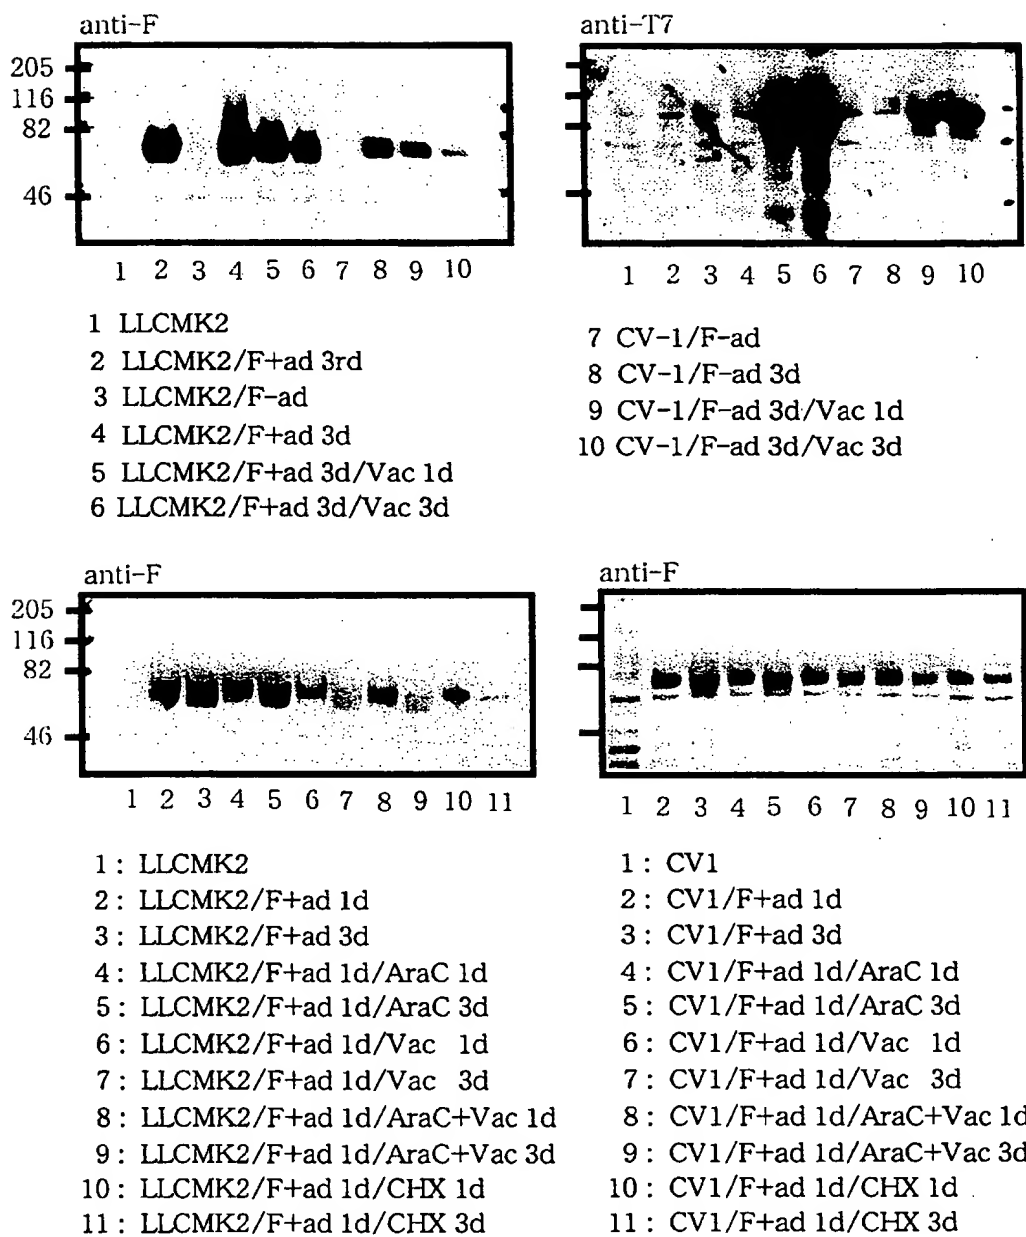 anti-F
205
116
82
46
1 2 3 4 5 6 7 8 9 10
anti-T7
1 2 3 4 5 6 7 8 9 10
1 LLCMK2
2 LLCMK2/F+ad 3rd
3 LLCMK2/F-ad
4 LLCMK2/F+ad 3d
5 LLCMK2/F+ad 3d/Vac 1d
6 LLCMK2/F+ad 3d/Vac 3d
7 CV-1/F-ad
8 CV-1/F-ad 3d
9 CV-1/F-ad 3d/Vac 1d
10 CV-1/F-ad 3d/Vac 3d
anti-F
205
116
82
46
1 2 3 4 5 6 7 8 9 10 11
anti-F
1 2 3 4 5 6 7 8 9 10 11
1 : LLCMK2
2 : LLCMK2/F+ad 1d
3 : LLCMK2/F+ad 3d
4 : LLCMK2/F+ad 1d/AraC 1d
5 : LLCMK2/F+ad 1d/AraC 3d
6 : LLCMK2/F+ad 1d/Vac 1d
7 : LLCMK2/F+ad 1d/Vac 3d
8 : LLCMK2/F+ad 1d/AraC+Vac 1d
9 : LLCMK2/F+ad 1d/AraC+Vac 3d
10 : LLCMK2/F+ad 1d/CHX 1d
11 : LLCMK2/F+ad 1d/CHX 3d
1 : CV1
2 : CV1/F+ad 1d
3 : CV1/F+ad 3d
4 : CV1/F+ad 1d/AraC 1d
5 : CV1/F+ad 1d/AraC 3d
6 : CV1/F+ad 1d/Vac 1d
7 : CV1/F+ad 1d/Vac 3d
8 : CV1/F+ad 1d/AraC+Vac 1d
9 : CV1/F+ad 1d/AraC+Vac 3d
10 : CV1/F+ad 1d/CHX 1d
11 : CV1/F+ad 1d/CHX 3d